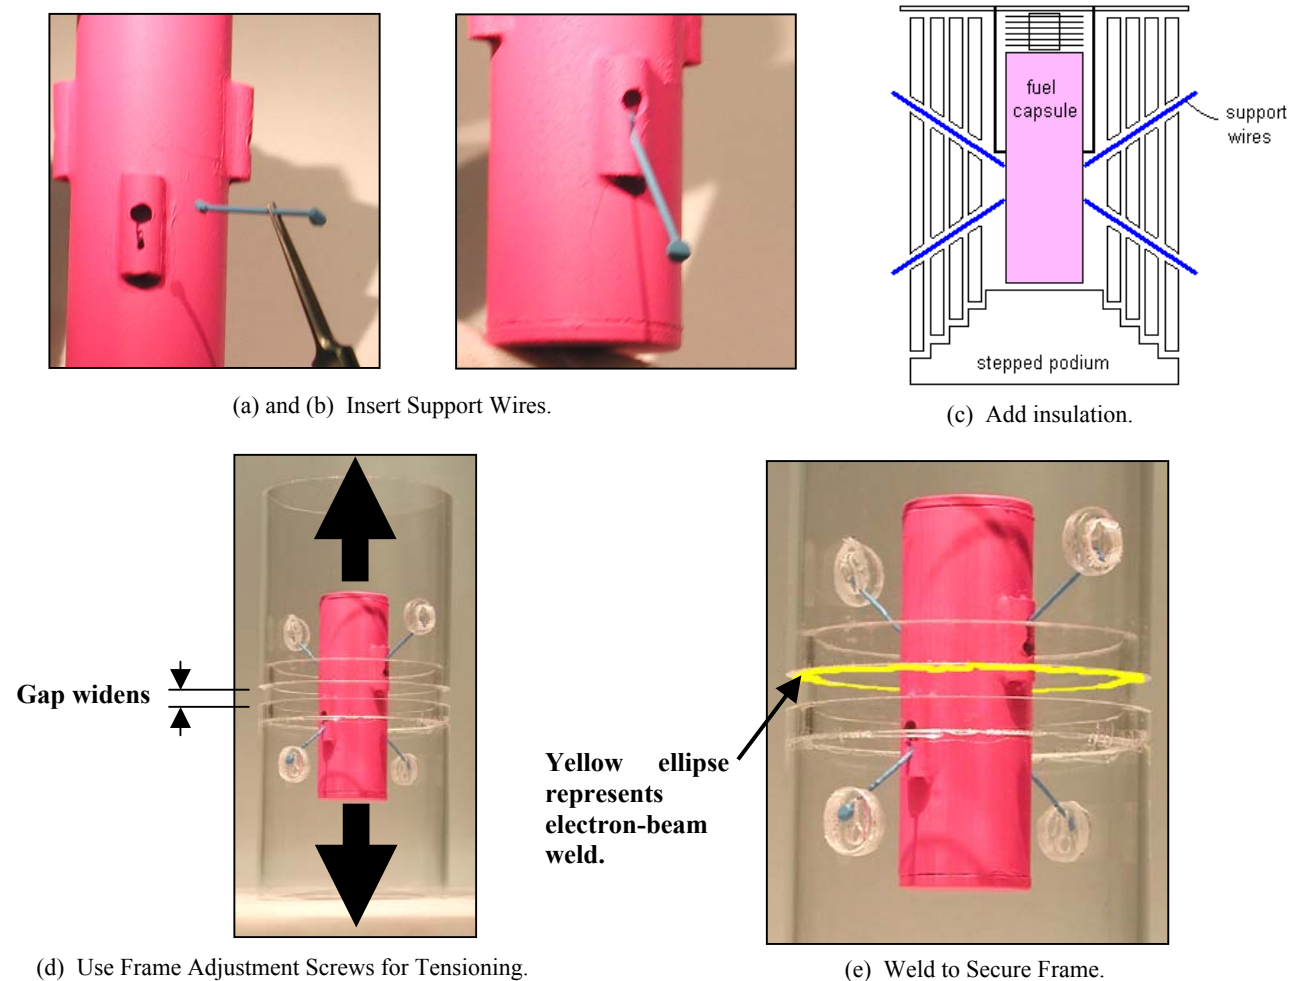 fuel
capsule
support
wires
stepped podium
(a) and (b) Insert Support Wires.
(c) Add insulation.
Gap widens
Yellow ellipse
represents
electron-beam
weld.
(d) Use Frame Adjustment Screws for Tensioning.
(e) Weld to Secure Frame.